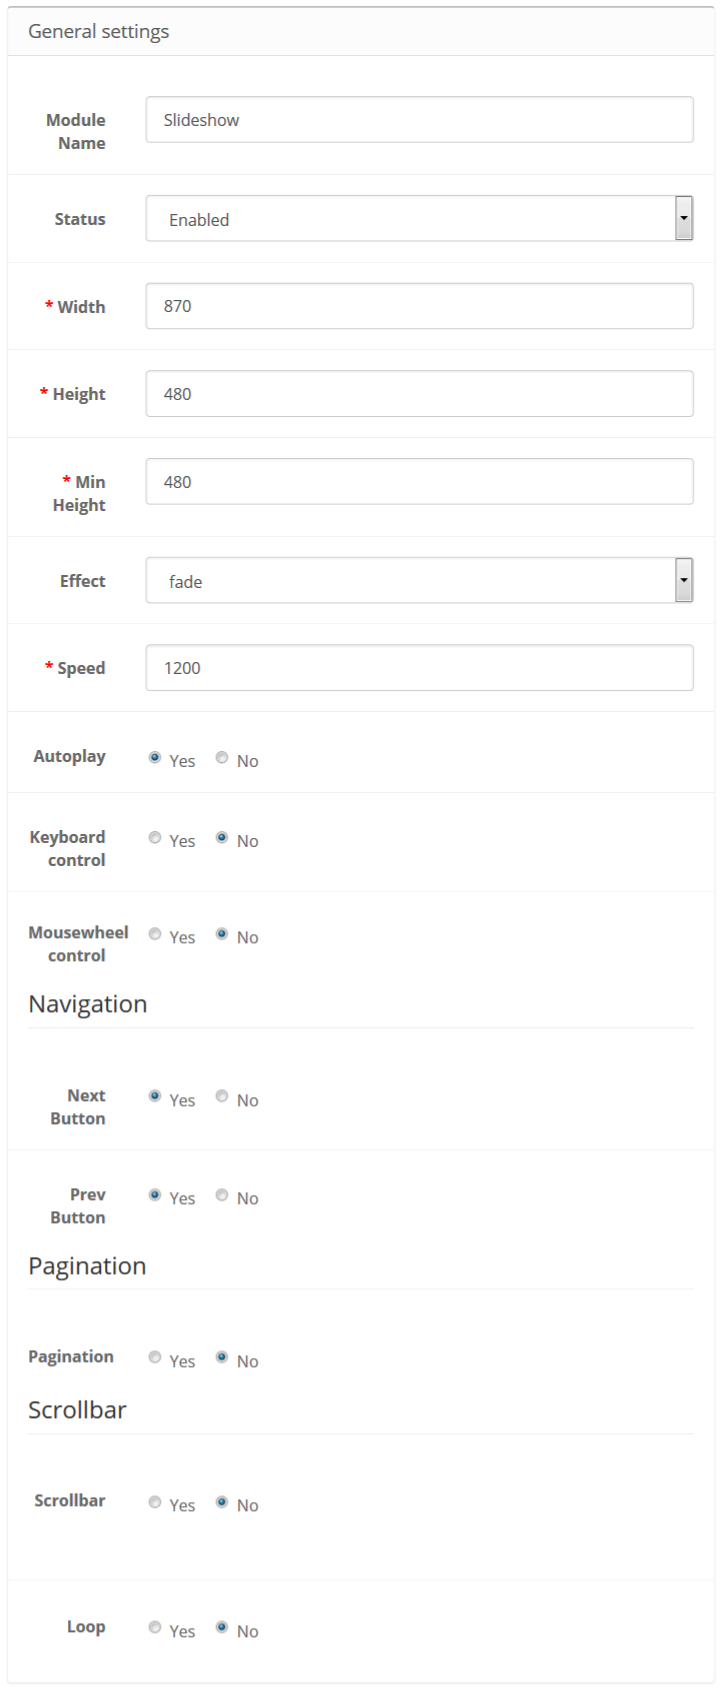 General settings
Module
Name
Slideshow
Status
Enabled
* Width
870
* Height
480
* Min
Height
480
Effect
fade
* Speed
1200
Autoplay
Yes No
Keyboard
control
Yes No
Mousewheel
control
Yes No
Navigation
Next
Button
Yes No
Prev
Button
Yes No
Pagination
Pagination
Yes No
Scrollbar
Scrollbar
Yes No
Loop
Yes No